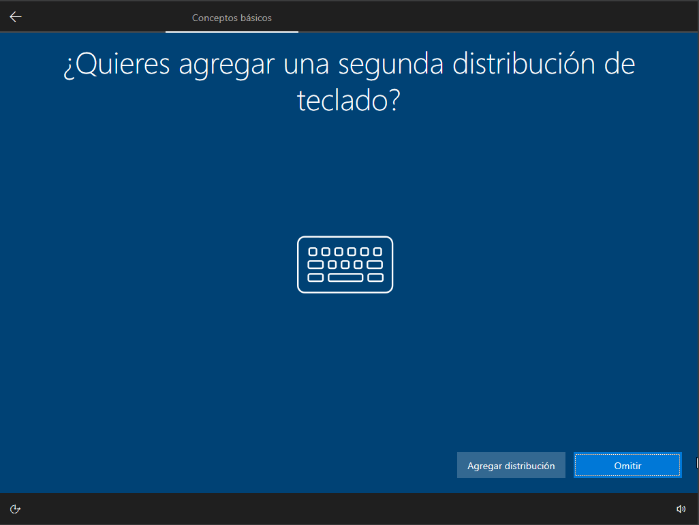 Conceptos básicos
¿Quieres agregar una segunda distribución de
teclado?
Agregar distribución
Omitir